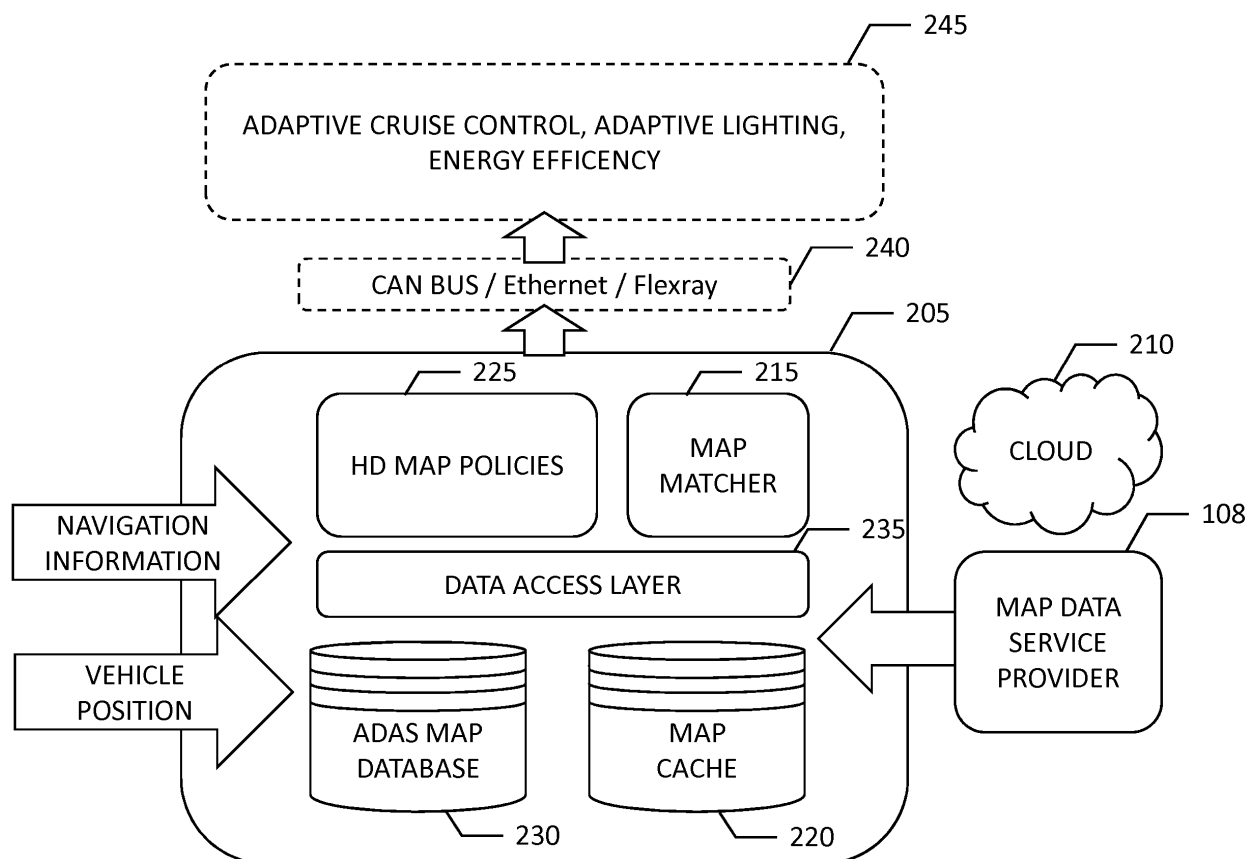 245
ADAPTIVE CRUISE CONTROL, ADAPTIVE LIGHTING,
ENERGY EFFICENCY
240
CAN BUS / Ethernet / Flexray
205
225
215
210
HD MAP POLICIES
MAP
MATCHER
CLOUD
NAVIGATION
INFORMATION
235
108
DATA ACCESS LAYER
MAP DATA
SERVICE
PROVIDER
VEHICLE
POSITION
ADAS MAP
DATABASE
MAP
CACHE
230
220